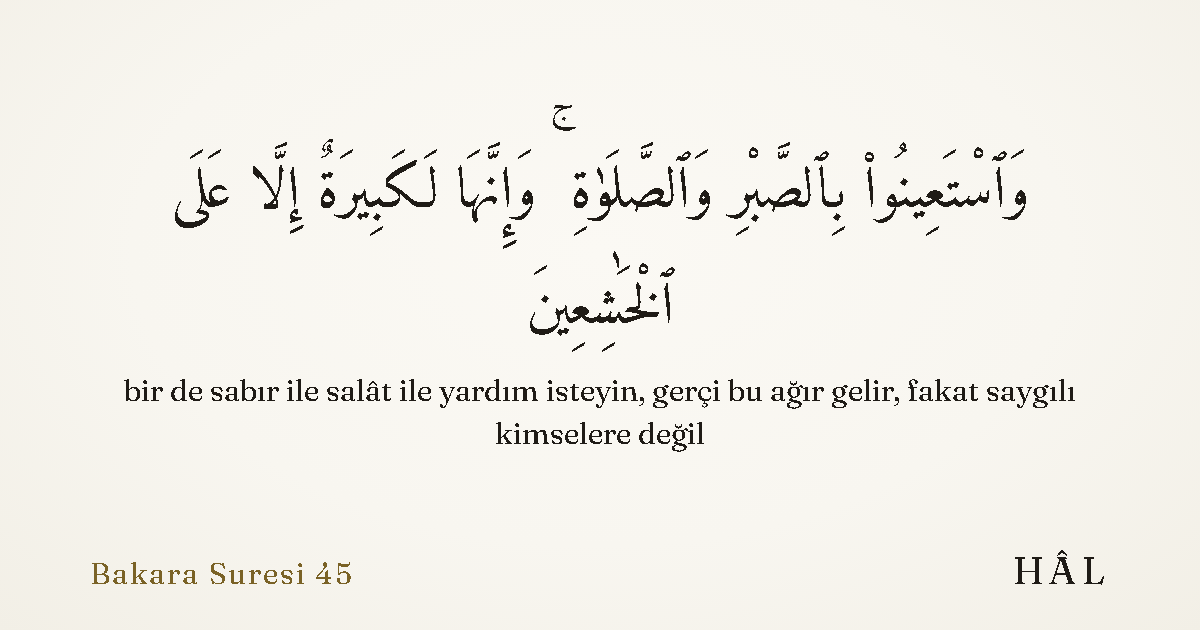 وَٱسْتَعِينُوا۟ بِٱلصَّبْرِ وَٱلصَّلَوٰةِ ۚ وَإِنَّهَا لَكَبِيرَةٌ إِلَّا عَلَى
ٱلْخَـٰشِعِينَ
bir de sabır ile salât ile yardım isteyin, gerçi bu ağır gelir, fakat saygılı
kimselere değil
Bakara Suresi 45
HÂL